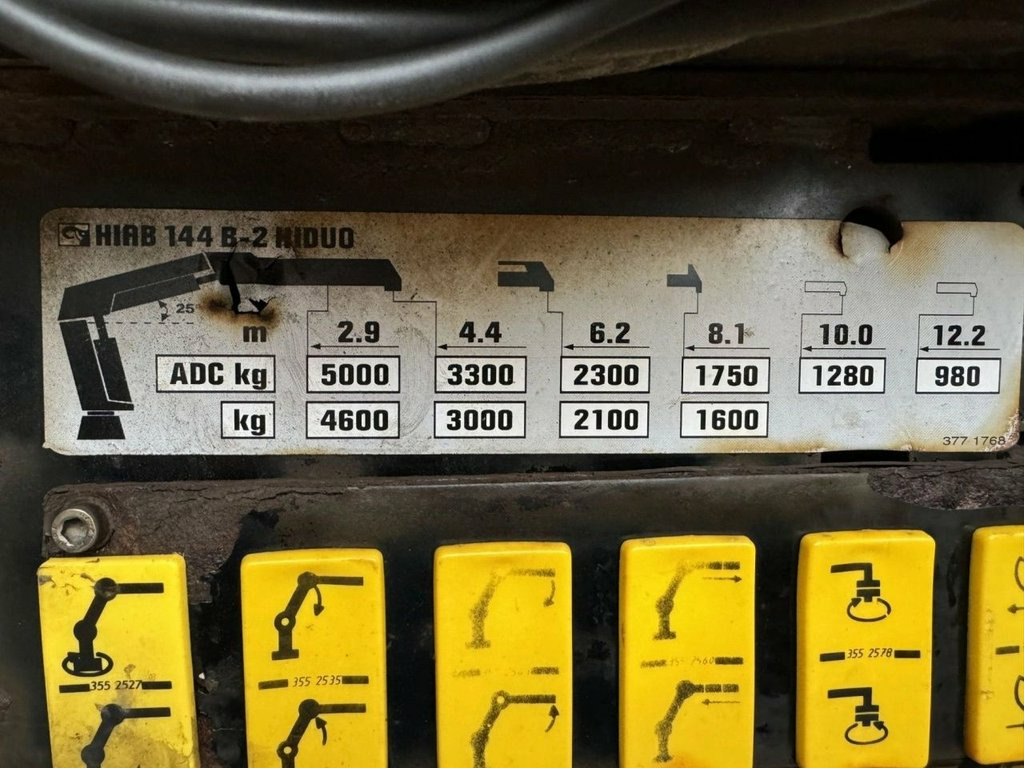 HIAB 144 B-2 HIDUO
25°
m 2.9 4.4 6.2 8.1 10.0 12.2
ADC kg 5000 3300 2300 1750 1280 980
kg 4600 3000 2100 1600
377 1768
355 2527 355 2535 355 2578